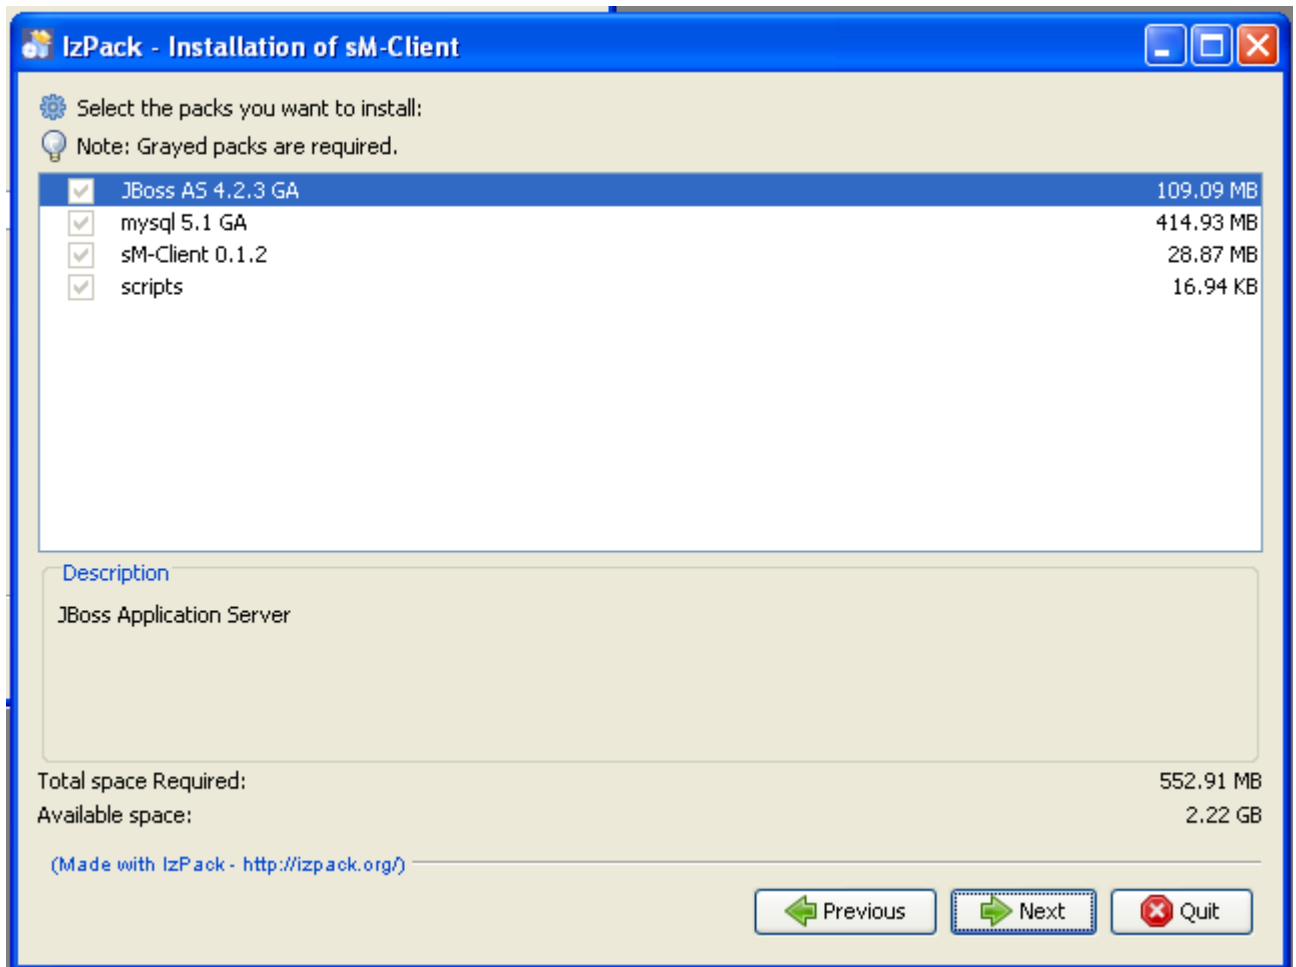 IzPack - Installation of sM-Client
Select the packs you want to install:
Note: Grayed packs are required.
JBoss AS 4.2.3 GA 109.09 MB
mysql 5.1 GA 414.93 MB
sM-Client 0.1.2 28.87 MB
scripts 16.94 KB
Description
JBoss Application Server
Total space Required: 552.91 MB
Available space: 2.22 GB
(Made with IzPack - http://izpack.org/)
Previous Next Quit